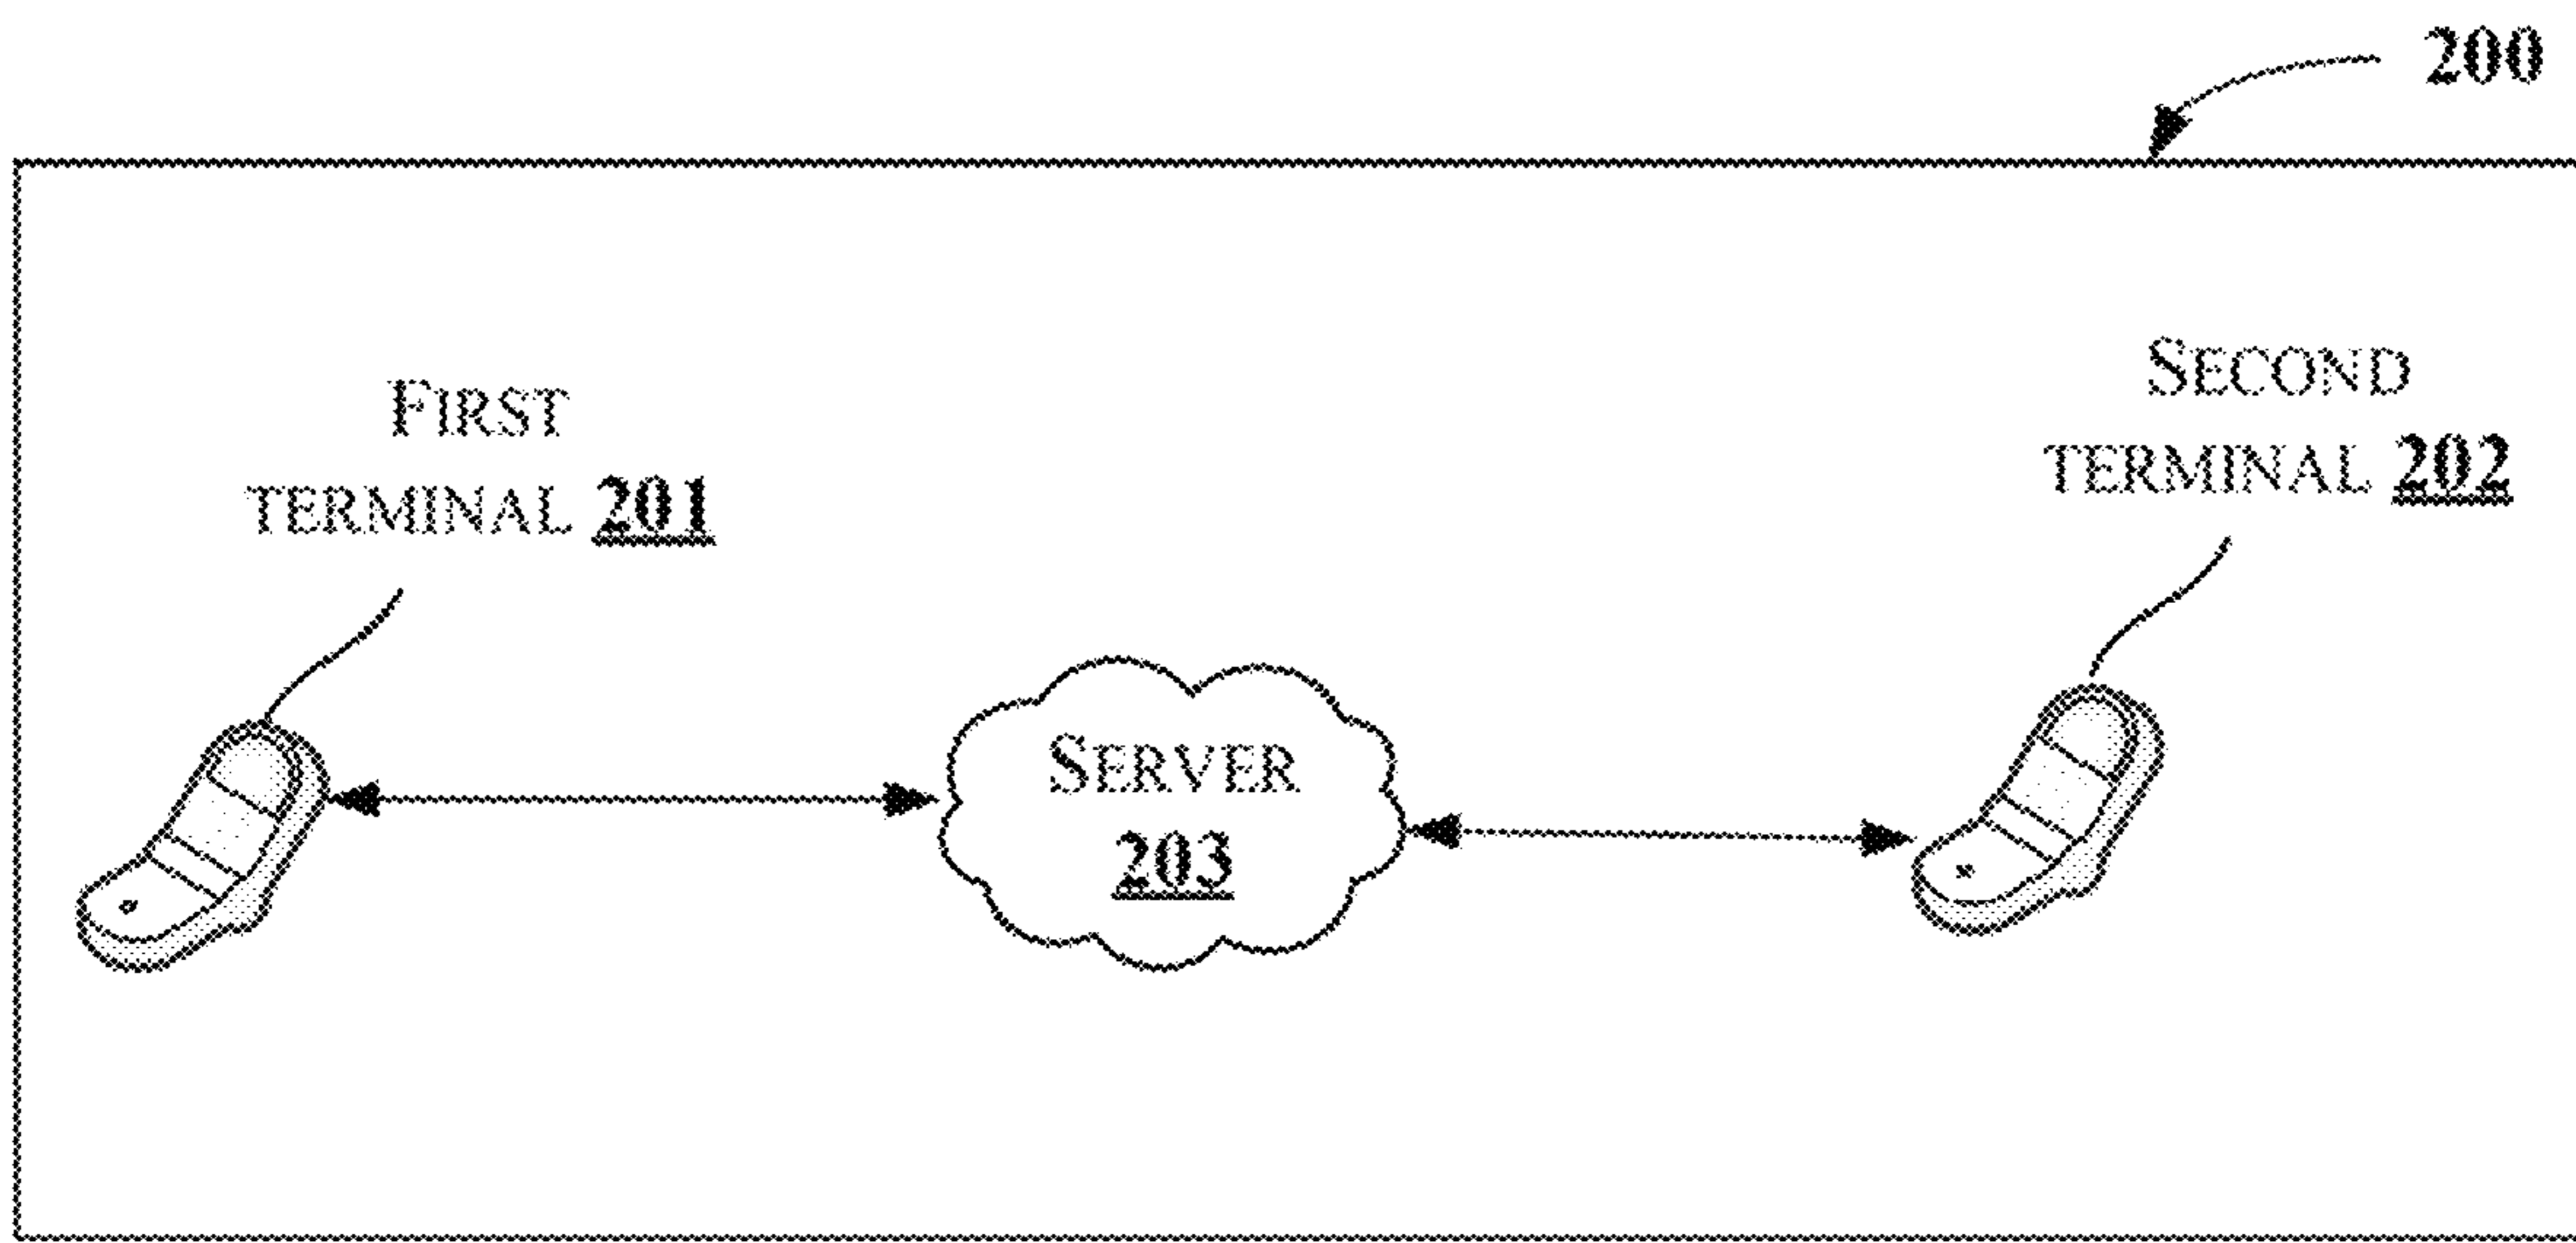 200
FIRST
TERMINAL 201
SECOND
TERMINAL 202
SERVER
203